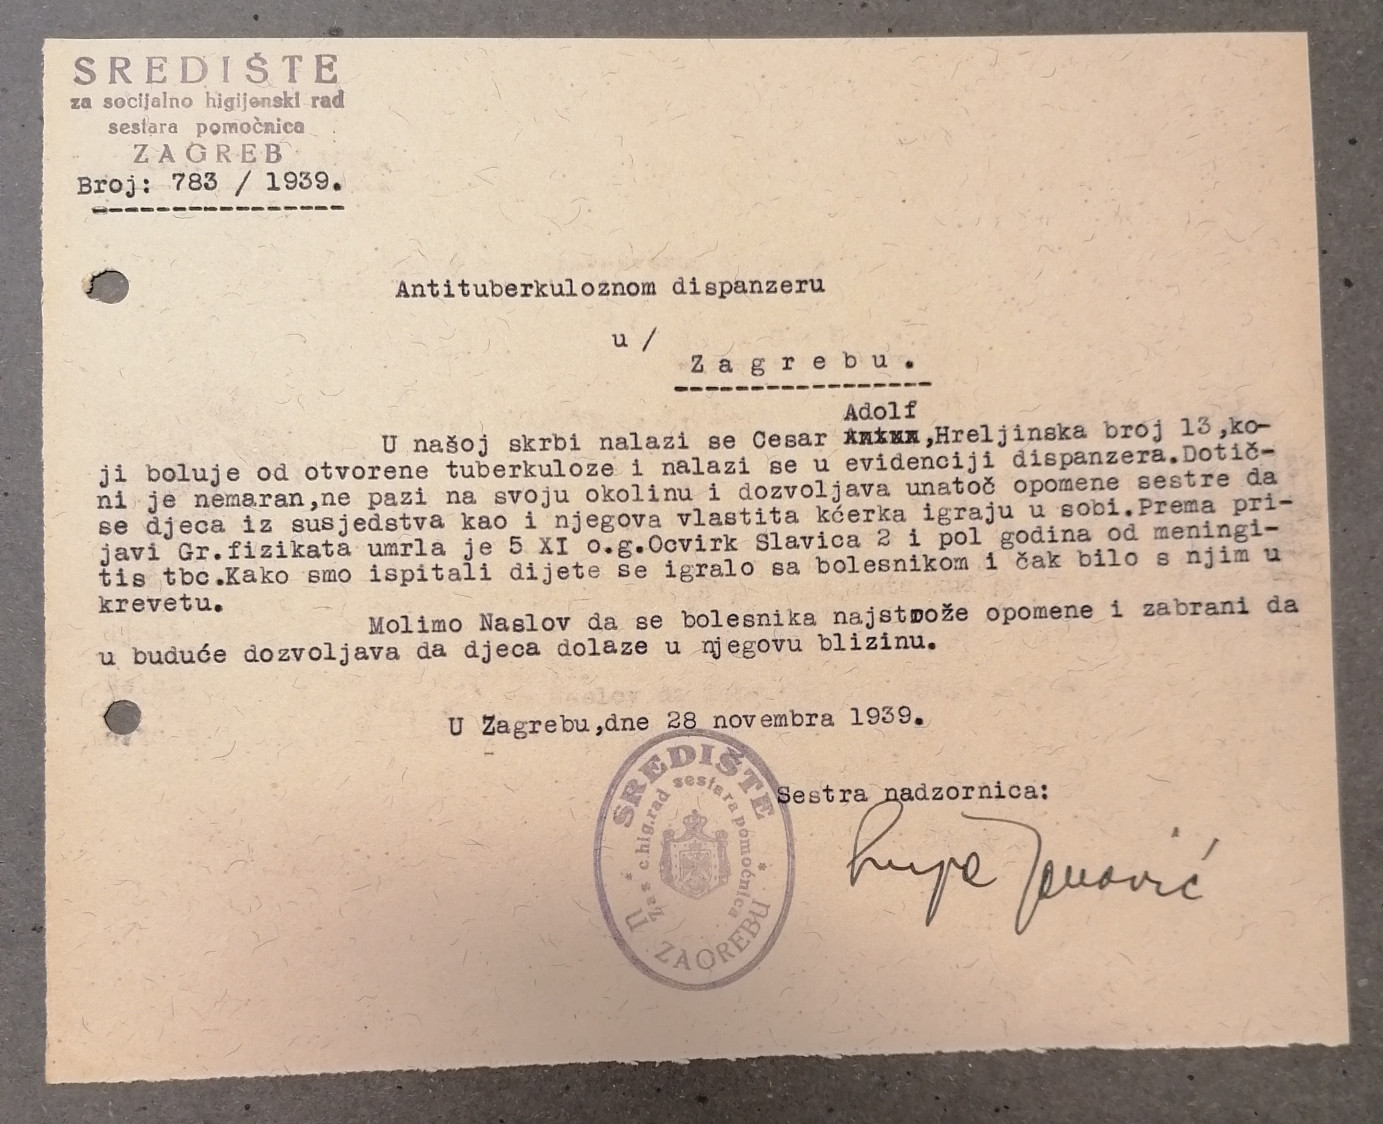 SREDIŠTE
za socijalno higijenski rad
sestara pomoćnica
ZAGREB
Broj: 783 / 1939.
Antituberkuloznom dispanzeru
u /
Zagrebu.
Adolf
U našoj skrbi nalazi se Cesar ,Hreljinska broj 13,ko-
ji boluje od otvorene tuberkuloze i nalazi se u evidenciji dispanzera.Dotič-
ni je nemaran,ne pazi na svoju okolinu i dozvoljava unatoč opomene sestre da
se djeca iz susjedstva kao i njegova vlastita kćerka igraju u sobi.Prema pri-
javi Gr.fizikata umrla je 5 XI o.g.Ocvirk Slavica 2 i pol godina od meningi-
tis tbc.Kako smo ispitali dijete se igralo sa bolesnikom i čak bilo s njim u
krevetu.
Molimo Naslov da se bolesnika najstrože opomene i zabrani da
u buduće dozvoljava da djeca dolaze u njegovu blizinu.
U Zagrebu,dne 28 novembra 1939.
Sestra nadzornica:
SREDIŠTE
za s c hig.rad sestara pomoćnica
U ZAGREBU